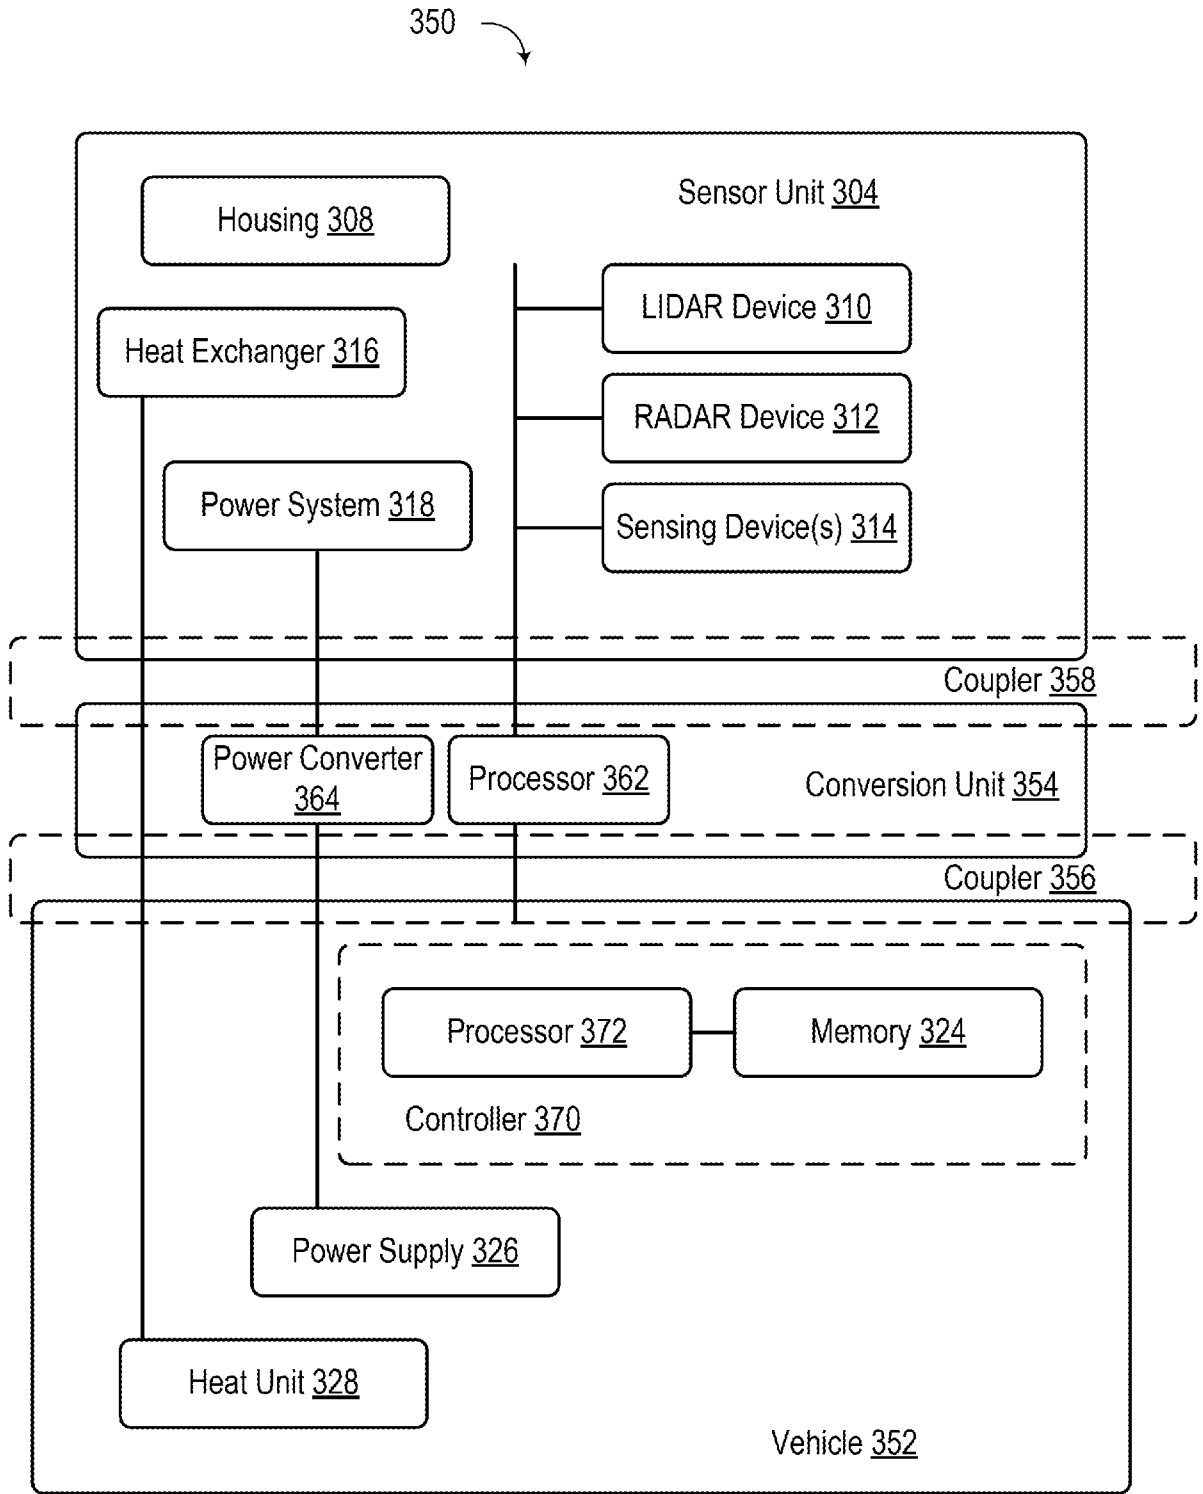 350
Sensor Unit 304
Housing 308
LIDAR Device 310
Heat Exchanger 316
RADAR Device 312
Power System 318
Sensing Device(s) 314
Coupler 358
Power Converter
364
Processor 362
Conversion Unit 354
Coupler 356
Processor 372
Memory 324
Controller 370
Power Supply 326
Heat Unit 328
Vehicle 352